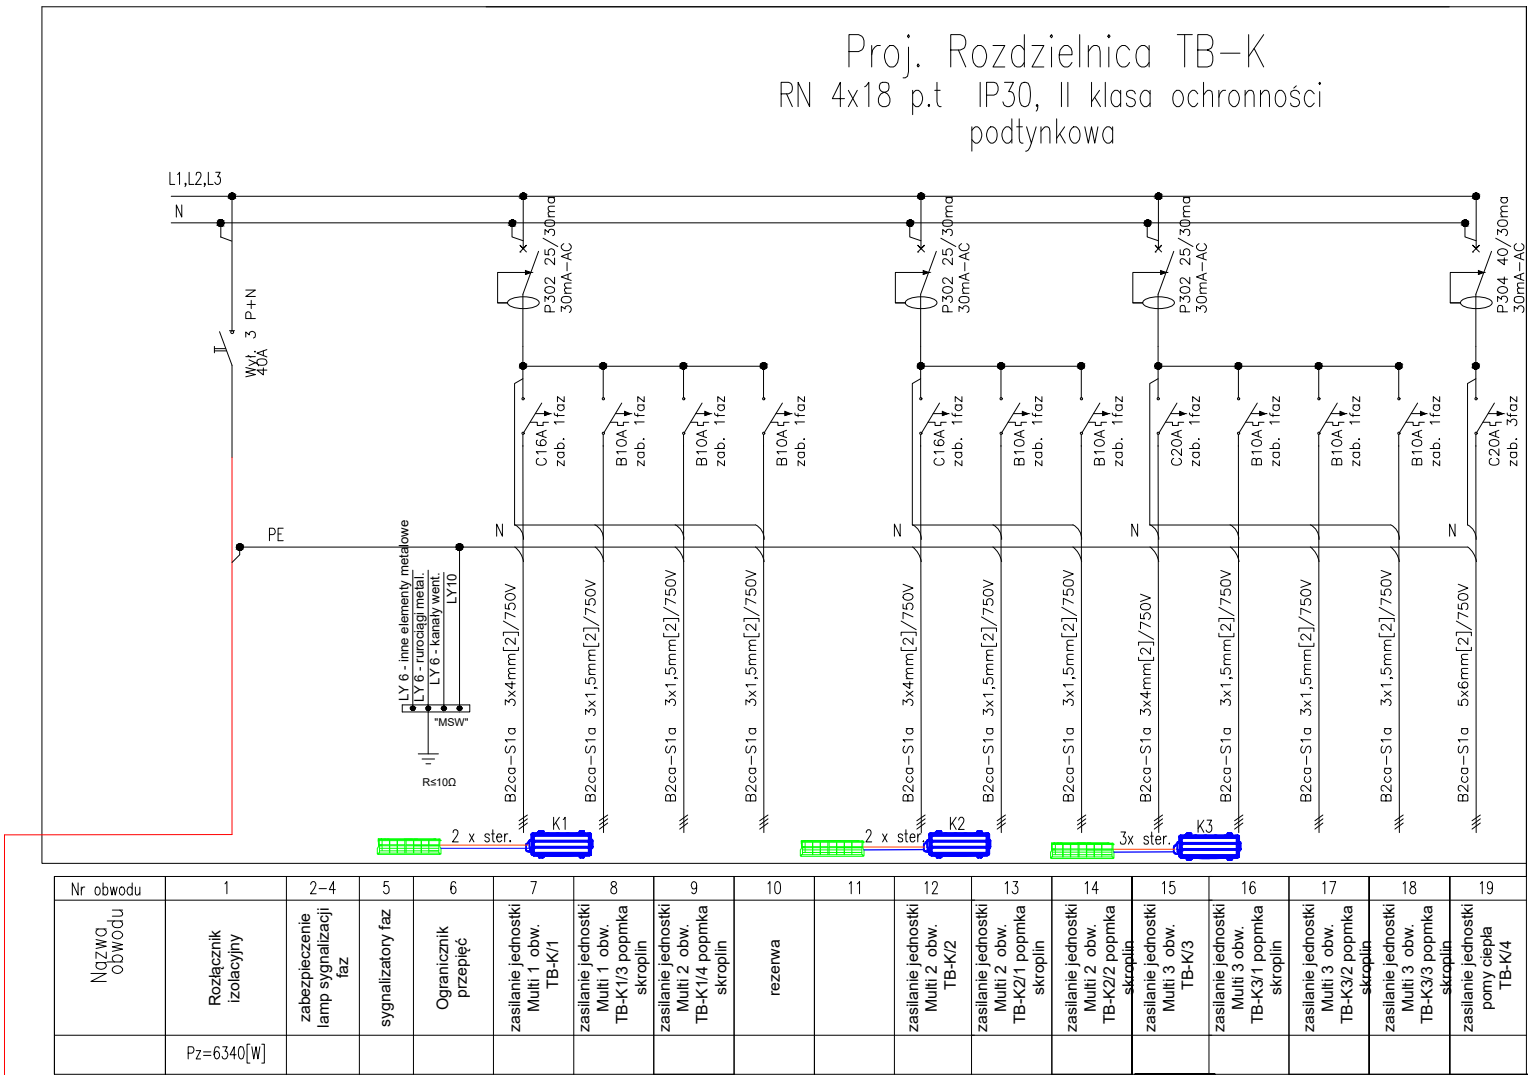 Proj. Rozdzielnica TB-K
RN 4x18 p.t IP30, II klasa ochronności
podtynkowa
L1,L2,L3
N
Wył. 3 P+N
40A
P302 25/30ma
30mA-AC
P302 25/30ma
30mA-AC
P302 25/30ma
30mA-AC
P304 40/30ma
30mA-AC
C16A
zab. 1faz
B10A
zab. 1faz
B10A
zab. 1faz
B10A
zab. 1faz
C16A
zab. 1faz
B10A
zab. 1faz
B10A
zab. 1faz
C20A
zab. 1faz
B10A
zab. 1faz
B10A
zab. 1faz
B10A
zab. 1faz
C20A
zab. 3faz
PE
N
N
N
N
LY 6 - inne elementy metalowe
LY 6 - rurociągi metal.
LY 6 - kanały went.
LY10
"MSW"
R≤10Ω
B2ca-S1a 3x4mm[2]/750V
B2ca-S1a 3x1,5mm[2]/750V
B2ca-S1a 3x1,5mm[2]/750V
B2ca-S1a 3x1,5mm[2]/750V
B2ca-S1a 3x4mm[2]/750V
B2ca-S1a 3x1,5mm[2]/750V
B2ca-S1a 3x1,5mm[2]/750V
B2ca-S1a 3x4mm[2]/750V
B2ca-S1a 3x1,5mm[2]/750V
B2ca-S1a 3x1,5mm[2]/750V
B2ca-S1a 3x1,5mm[2]/750V
B2ca-S1a 5x6mm[2]/750V
2 x ster.
K1
2 x ster.
K2
3x ster.
K3
Nr obwodu 1 2-4 5 6 7 8 9 10 11 12 13 14 15 16 17 18 19
Nazwa
obwodu
Rozłącznik
izolacyjny
zabezpieczenie
lamp sygnalizacji
faz
sygnalizatory faz
Ogranicznik
przepięć
zasilanie jednostki
Multi 1 obw.
TB-K/1
zasilanie jednostki
Multi 1 obw.
TB-K1/3 popmka
skroplin
zasilanie jednostki
Multi 2 obw.
TB-K1/4 popmka
skroplin
rezerwa
zasilanie jednostki
Multi 2 obw.
TB-K/2
zasilanie jednostki
Multi 2 obw.
TB-K2/1 popmka
skroplin
zasilanie jednostki
Multi 2 obw.
TB-K2/2 popmka
skroplin
zasilanie jednostki
Multi 3 obw.
TB-K/3
zasilanie jednostki
Multi 3 obw.
TB-K3/1 popmka
skroplin
zasilanie jednostki
Multi 3 obw.
TB-K3/2 popmka
skroplin
zasilanie jednostki
Multi 3 obw.
TB-K3/3 popmka
skroplin
zasilanie jednostki
pomy ciepła
TB-K/4
Pz=6340[W]